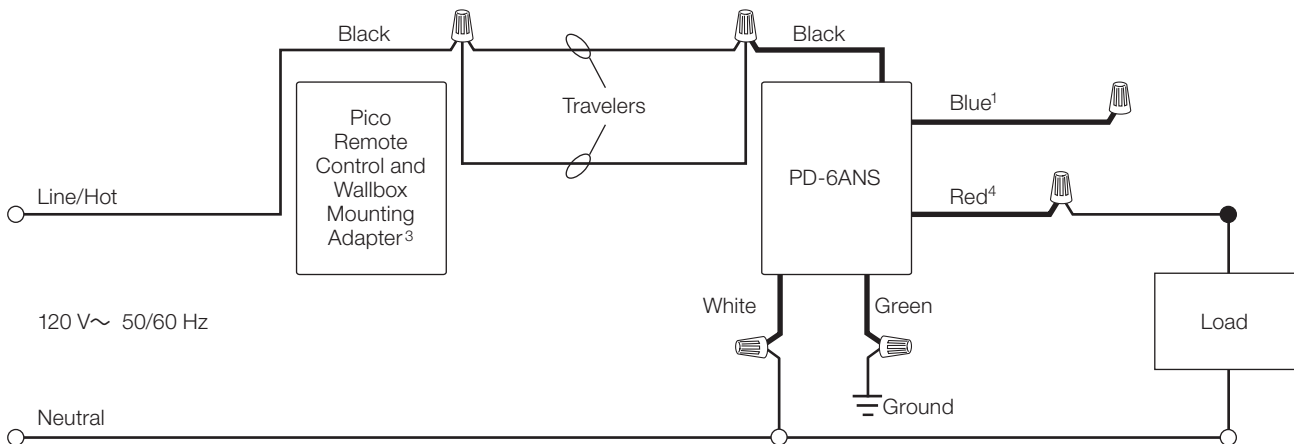 Black
Black
Travelers
Pico
Remote
Control and
Wallbox
Mounting
Adapter³
Blue¹
PD-6ANS
Line/Hot
Red⁴
White
Green
120 V～ 50/60 Hz
Load
Ground
Neutral